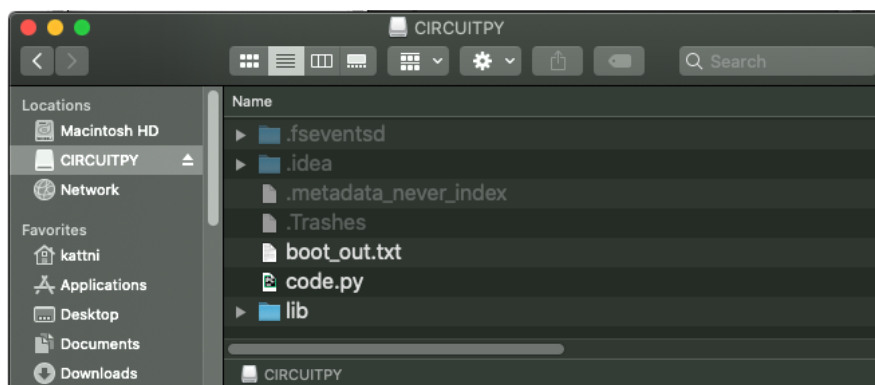 CIRCUITPY
Search
Locations
Macintosh HD
CIRCUITPY
Network
Favorites
kattni
Applications
Desktop
Documents
Downloads
Name
.fseventsd
.idea
.metadata_never_index
.Trashes
boot_out.txt
code.py
lib
CIRCUITPY